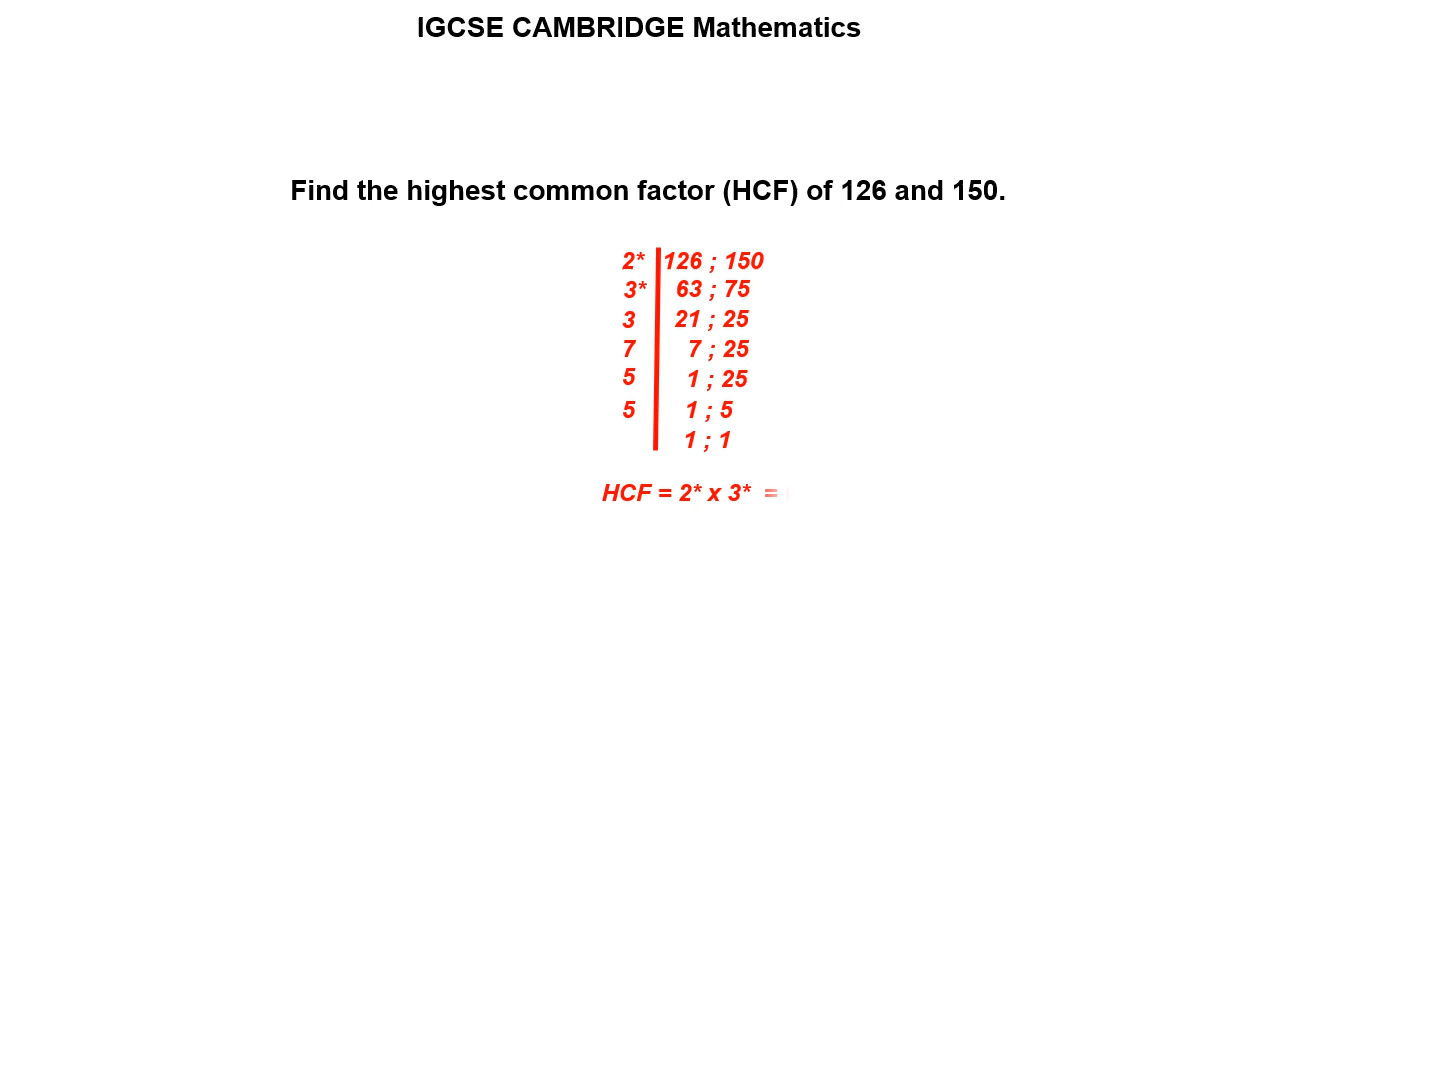 IGCSE CAMBRIDGE Mathematics
Find the highest common factor (HCF) of 126 and 150.
2* 126 ; 150
3* 63 ; 75
3 21 ; 25
7 7 ; 25
5 1 ; 25
5 1 ; 5
1 ; 1
HCF = 2* x 3* =